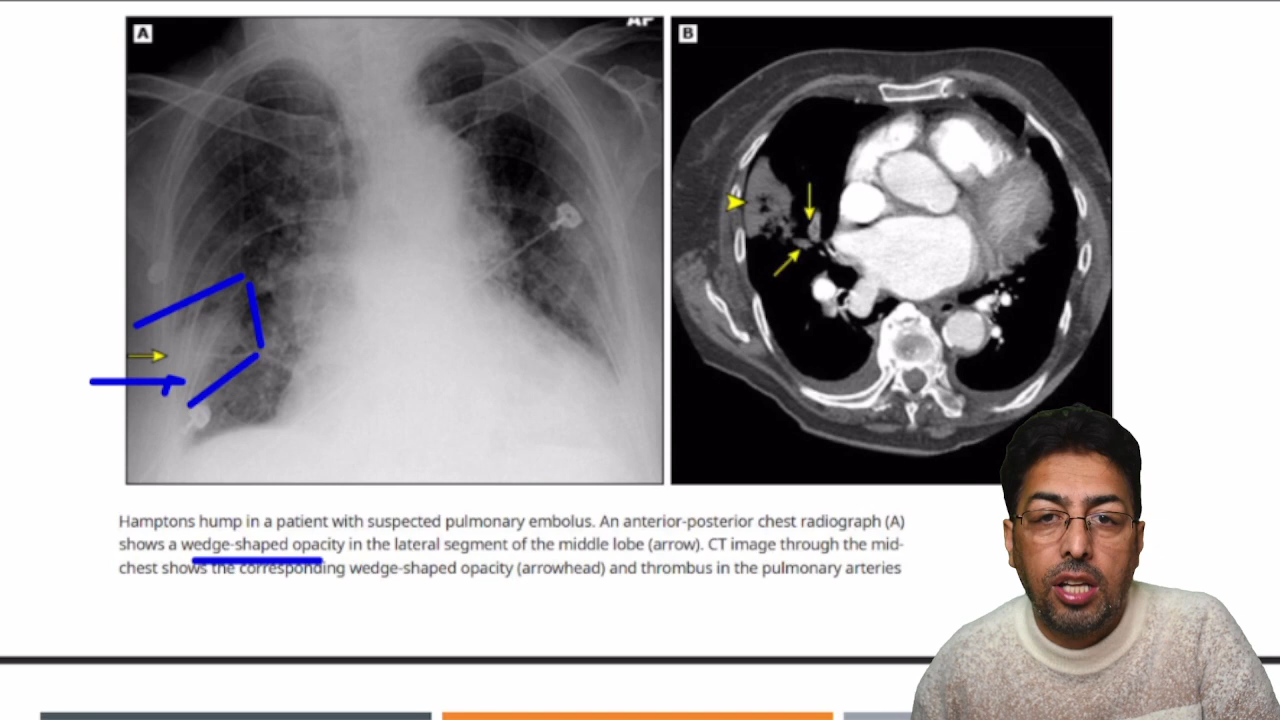 A
AP
B
Hamptons hump in a patient with suspected pulmonary embolus. An anterior-posterior chest radiograph (A)
shows a wedge-shaped opacity in the lateral segment of the middle lobe (arrow). CT image through the mid-
chest shows the corresponding wedge-shaped opacity (arrowhead) and thrombus in the pulmonary arteries